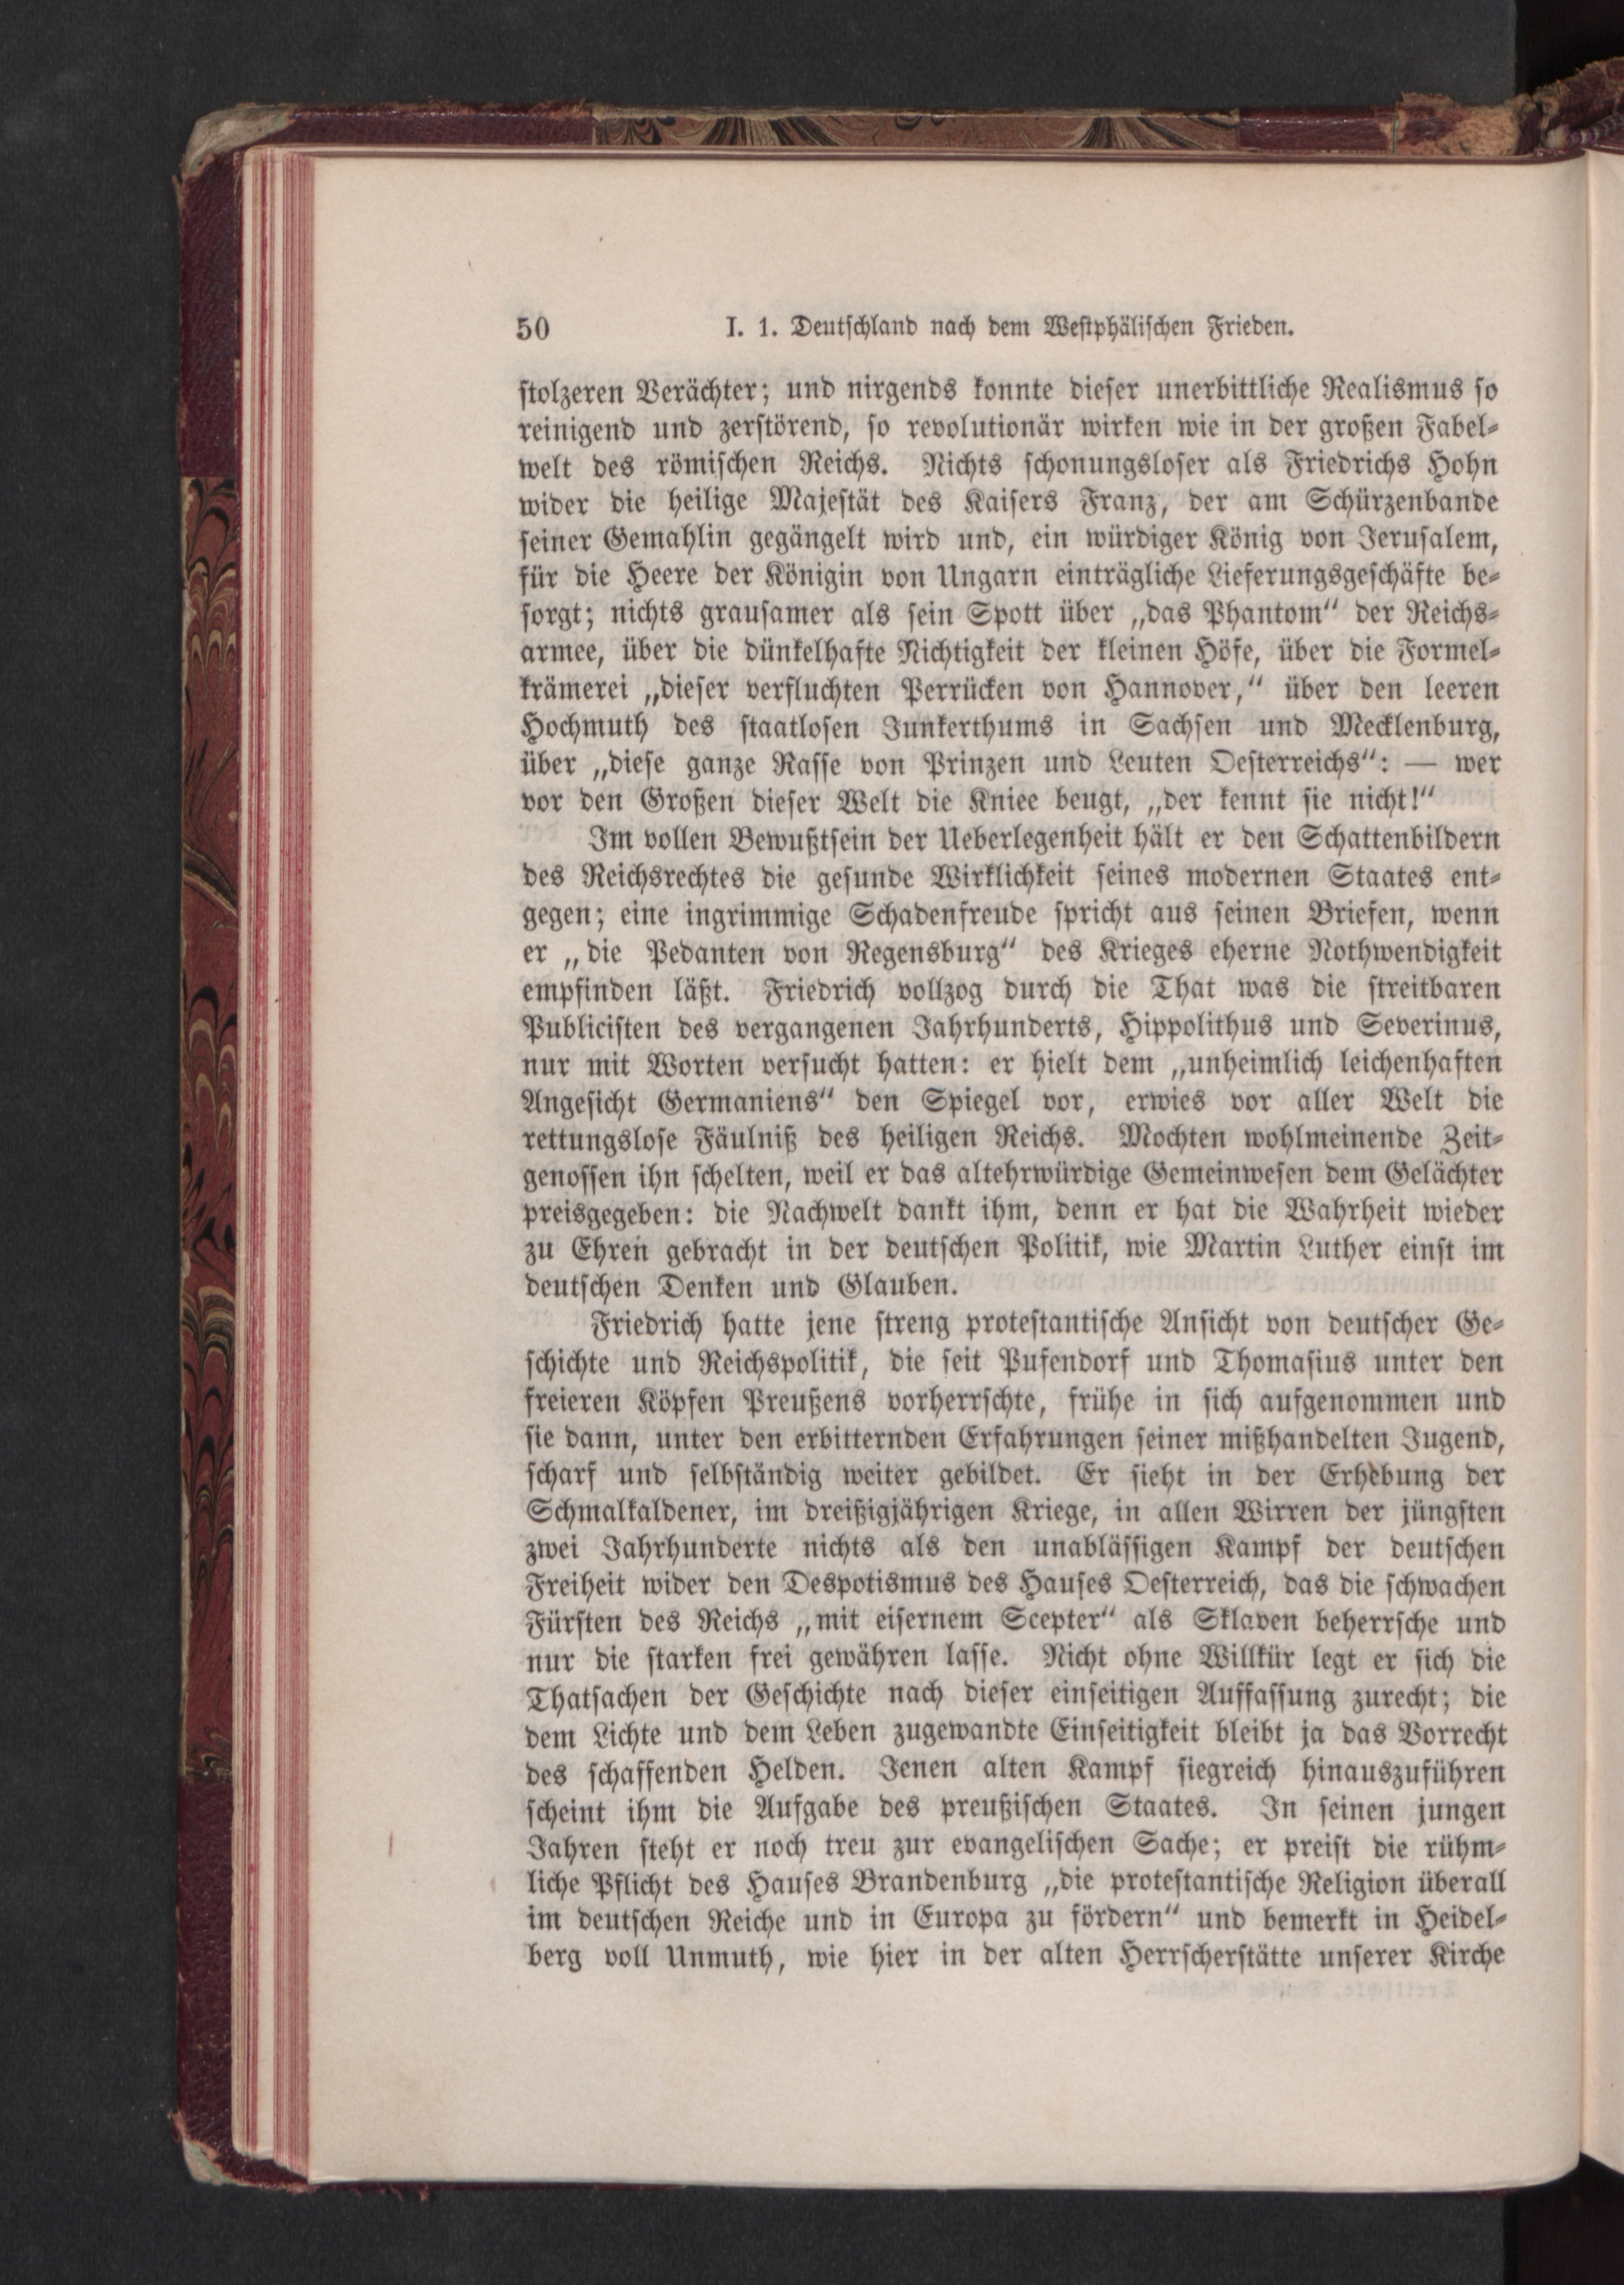 50 I. 1. Deutschland nach dem Westphälischen Frieden.
stolzeren Verächter; und nirgends konnte dieser unerbittliche Realismus so
reinigend und zerstörend, so revolutionär wirken wie in der großen Fabel-
welt des römischen Reichs. Nichts schonungsloser als Friedrichs Hohn
wider die heilige Majestät des Kaisers Franz, der am Schürzenbande
seiner Gemahlin gegängelt wird und, ein würdiger König von Jerusalem,
für die Heere der Königin von Ungarn einträgliche Lieferungsgeschäfte be-
sorgt; nichts grausamer als sein Spott über „das Phantom“ der Reichs-
armee, über die dünkelhafte Nichtigkeit der kleinen Höfe, über die Formel-
krämerei „dieser verfluchten Perrücken von Hannover,“ über den leeren
Hochmuth des staatlosen Junkerthums in Sachsen und Mecklenburg,
über „diese ganze Rasse von Prinzen und Leuten Oesterreichs“: — wer
vor den Großen dieser Welt die Kniee beugt, „der kennt sie nicht!“
Im vollen Bewußtsein der Ueberlegenheit hält er den Schattenbildern
des Reichsrechtes die gesunde Wirklichkeit seines modernen Staates ent-
gegen; eine ingrimmige Schadenfreude spricht aus seinen Briefen, wenn
er „die Pedanten von Regensburg“ des Krieges eherne Nothwendigkeit
empfinden läßt. Friedrich vollzog durch die That was die streitbaren
Publicisten des vergangenen Jahrhunderts, Hippolithus und Severinus,
nur mit Worten versucht hatten: er hielt dem „unheimlich leichenhaften
Angesicht Germaniens“ den Spiegel vor, erwies vor aller Welt die
rettungslose Fäulniß des heiligen Reichs. Mochten wohlmeinende Zeit-
genossen ihn schelten, weil er das altehrwürdige Gemeinwesen dem Gelächter
preisgegeben: die Nachwelt dankt ihm, denn er hat die Wahrheit wieder
zu Ehren gebracht in der deutschen Politik, wie Martin Luther einst im
deutschen Denken und Glauben.
Friedrich hatte jene streng protestantische Ansicht von deutscher Ge-
schichte und Reichspolitik, die seit Pufendorf und Thomasius unter den
freieren Köpfen Preußens vorherrschte, frühe in sich aufgenommen und
sie dann, unter den erbitternden Erfahrungen seiner mißhandelten Jugend,
scharf und selbständig weiter gebildet. Er sieht in der Erhebung der
Schmalkaldener, im dreißigjährigen Kriege, in allen Wirren der jüngsten
zwei Jahrhunderte nichts als den unablässigen Kampf der deutschen
Freiheit wider den Despotismus des Hauses Oesterreich, das die schwachen
Fürsten des Reichs „mit eisernem Scepter“ als Sklaven beherrsche und
nur die starken frei gewähren lasse. Nicht ohne Willkür legt er sich die
Thatsachen der Geschichte nach dieser einseitigen Auffassung zurecht; die
dem Lichte und dem Leben zugewandte Einseitigkeit bleibt ja das Vorrecht
des schaffenden Helden. Jenen alten Kampf siegreich hinauszuführen
scheint ihm die Aufgabe des preußischen Staates. In seinen jungen
Jahren steht er noch treu zur evangelischen Sache; er preist die rühm-
liche Pflicht des Hauses Brandenburg „die protestantische Religion überall
im deutschen Reiche und in Europa zu fördern“ und bemerkt in Heidel-
berg voll Unmuth, wie hier in der alten Herrscherstätte unserer Kirche